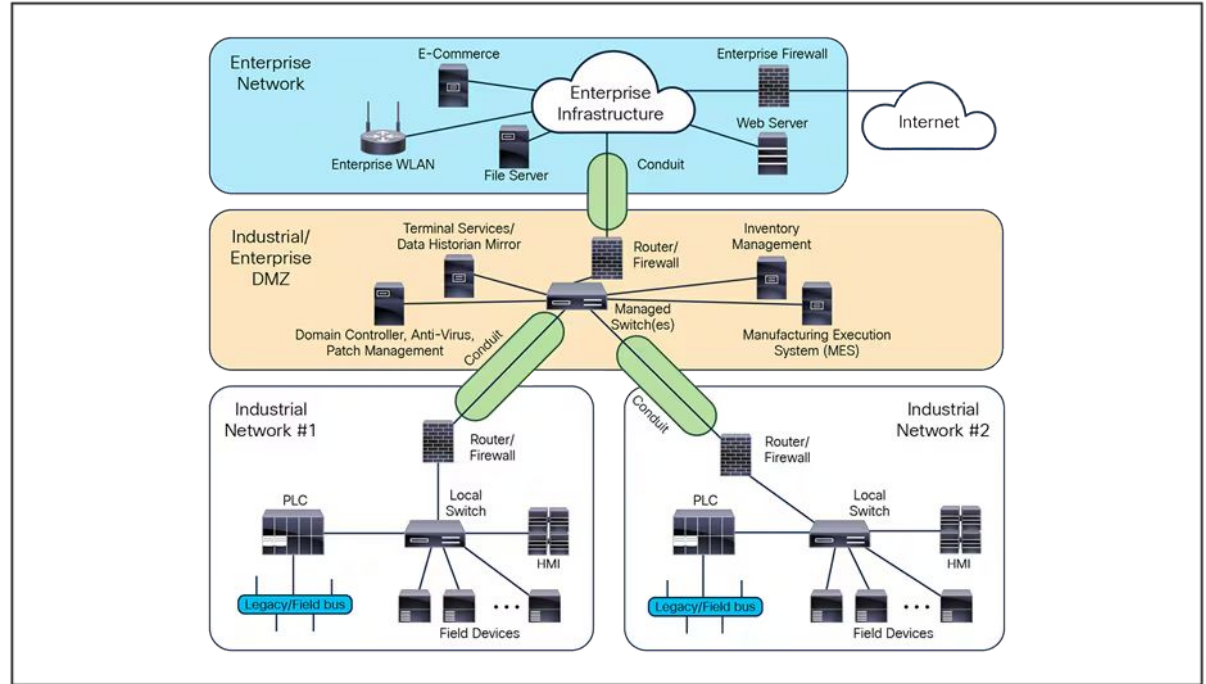 Enterprise
Network
E-Commerce
Enterprise WLAN
File Server
Enterprise
Infrastructure
Enterprise Firewall
Web Server
Internet
Conduit
Industrial/
Enterprise
DMZ
Terminal Services/
Data Historian Mirror
Router/
Firewall
Inventory
Management
Domain Controller, Anti-Virus,
Patch Management
Managed
Switch(es)
Manufacturing Execution
System (MES)
Conduit
Conduit
Industrial
Network #1
Router/
Firewall
PLC
Local
Switch
HMI
Legacy/Field bus
Field Devices
Industrial
Network #2
Router/
Firewall
PLC
Local
Switch
HMI
Legacy/Field bus
Field Devices